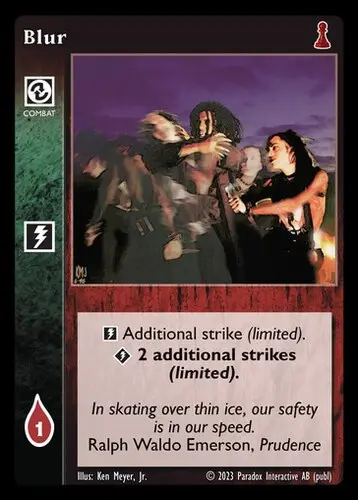 Blur
COMBAT
Additional strike (limited).
2 additional strikes
(limited).
1
In skating over thin ice, our safety
is in our speed.
Ralph Waldo Emerson, Prudence
Illus: Ken Meyer, Jr.
© 2023 Paradox Interactive AB (publ)